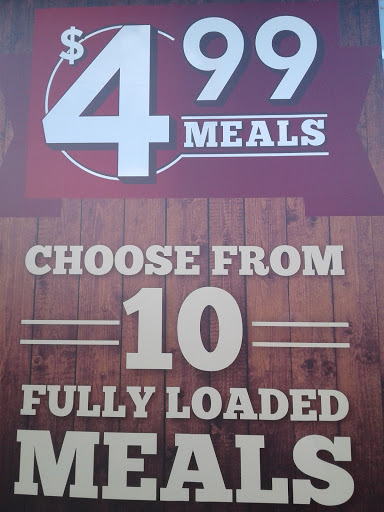 $4 99
MEALS
CHOOSE FROM
10
FULLY LOADED
MEALS